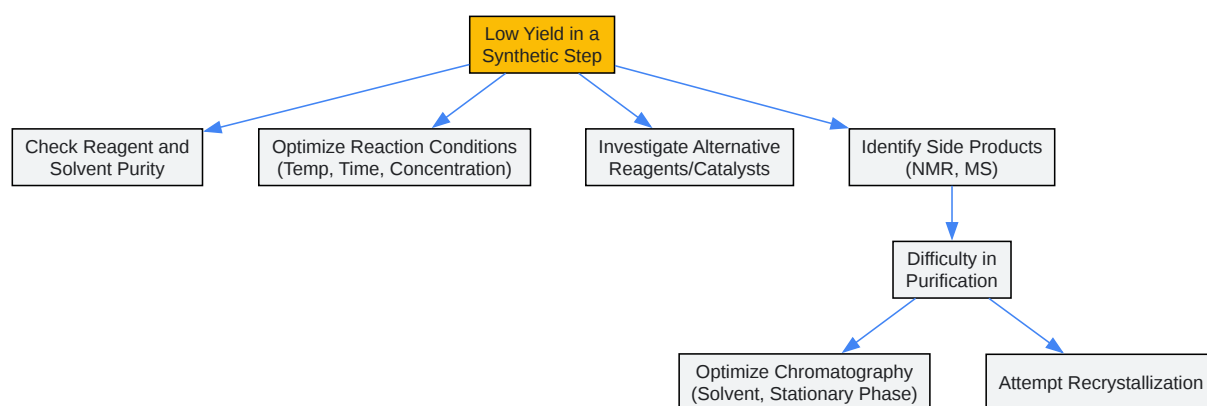 Low Yield in a
Synthetic Step
Check Reagent and
Solvent Purity
Optimize Reaction Conditions
(Temp, Time, Concentration)
Investigate Alternative
Reagents/Catalysts
Identify Side Products
(NMR, MS)
Difficulty in
Purification
Optimize Chromatography
(Solvent, Stationary Phase)
Attempt Recrystallization